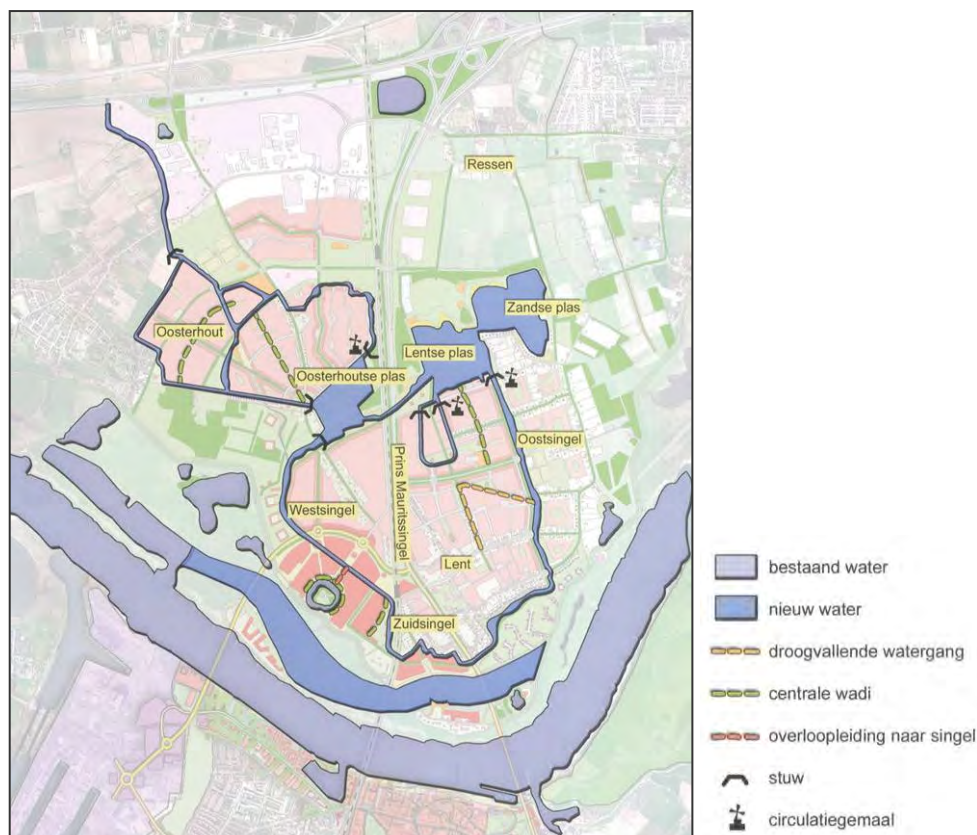 Ressen
Zandse plas
Oosterhout
Lentse plas
Oosterhoutse plas
Oostsingel
Prins Mauritssingel
Westsingel
Lent
Zuidsingel
bestaand water
nieuw water
droogvallende watergang
centrale wadi
overloopleiding naar singel
stuw
circulatiegemaal